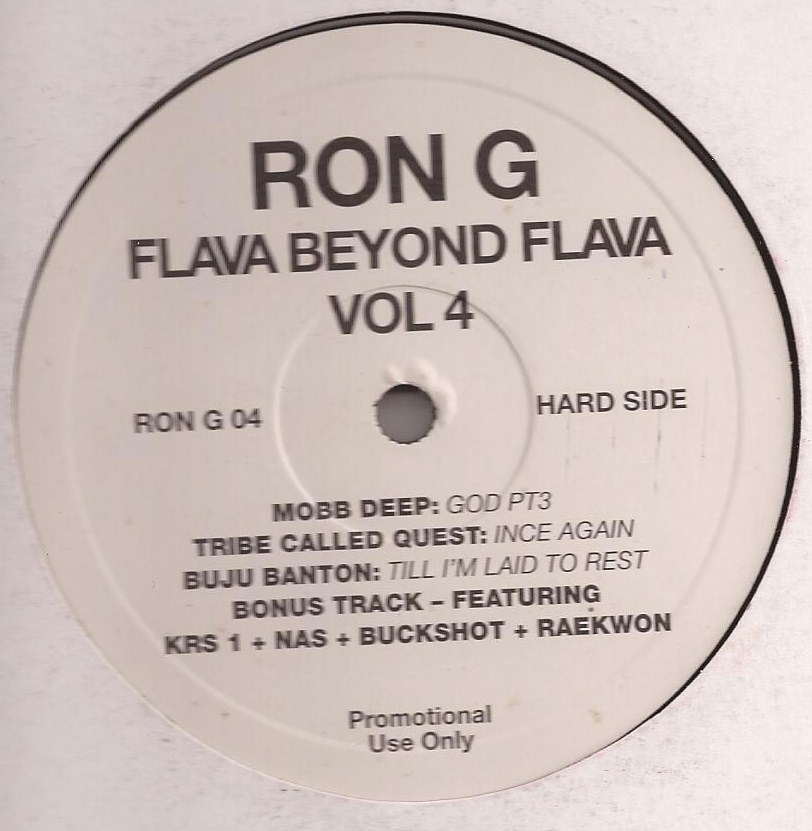 RON G
FLAVA BEYOND FLAVA
VOL 4
RON G 04
HARD SIDE
MOBB DEEP: GOD PT3
TRIBE CALLED QUEST: INCE AGAIN
BUJU BANTON: TILL I'M LAID TO REST
BONUS TRACK – FEATURING
KRS 1 + NAS + BUCKSHOT + RAEKWON
Promotional
Use Only